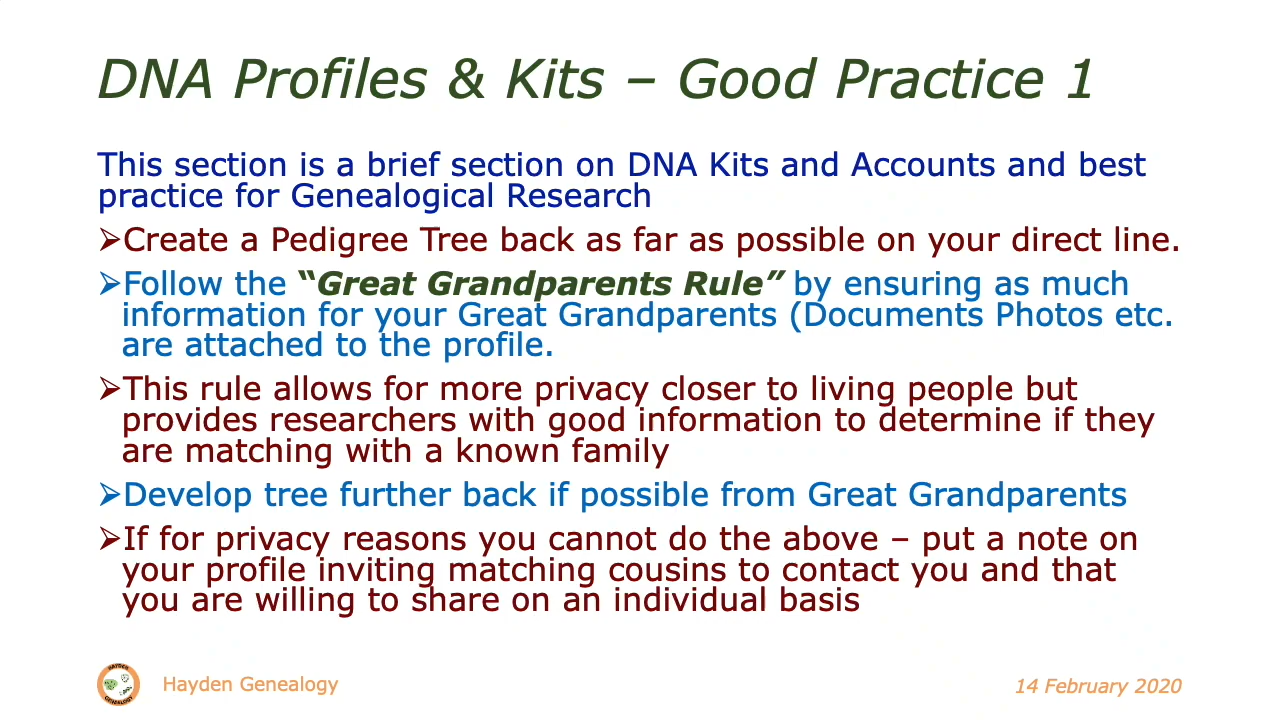 DNA Profiles & Kits – Good Practice 1
This section is a brief section on DNA Kits and Accounts and best
practice for Genealogical Research
➢Create a Pedigree Tree back as far as possible on your direct line.
➢Follow the “Great Grandparents Rule” by ensuring as much
information for your Great Grandparents (Documents Photos etc.
are attached to the profile.
➢This rule allows for more privacy closer to living people but
provides researchers with good information to determine if they
are matching with a known family
➢Develop tree further back if possible from Great Grandparents
➢If for privacy reasons you cannot do the above – put a note on
your profile inviting matching cousins to contact you and that
you are willing to share on an individual basis
HAYDEN
GENEALOGY
Hayden Genealogy
14 February 2020